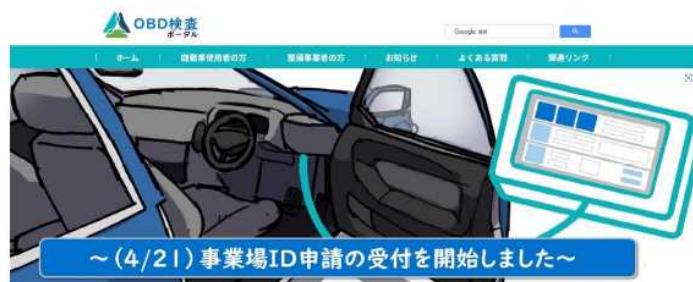 OBD検査
ポータル
Google 検索
ホーム
自動車使用者の方
整備事業者の方
お知らせ
よくある質問
関連リンク
～(4/21)事業場ID申請の受付を開始しました～